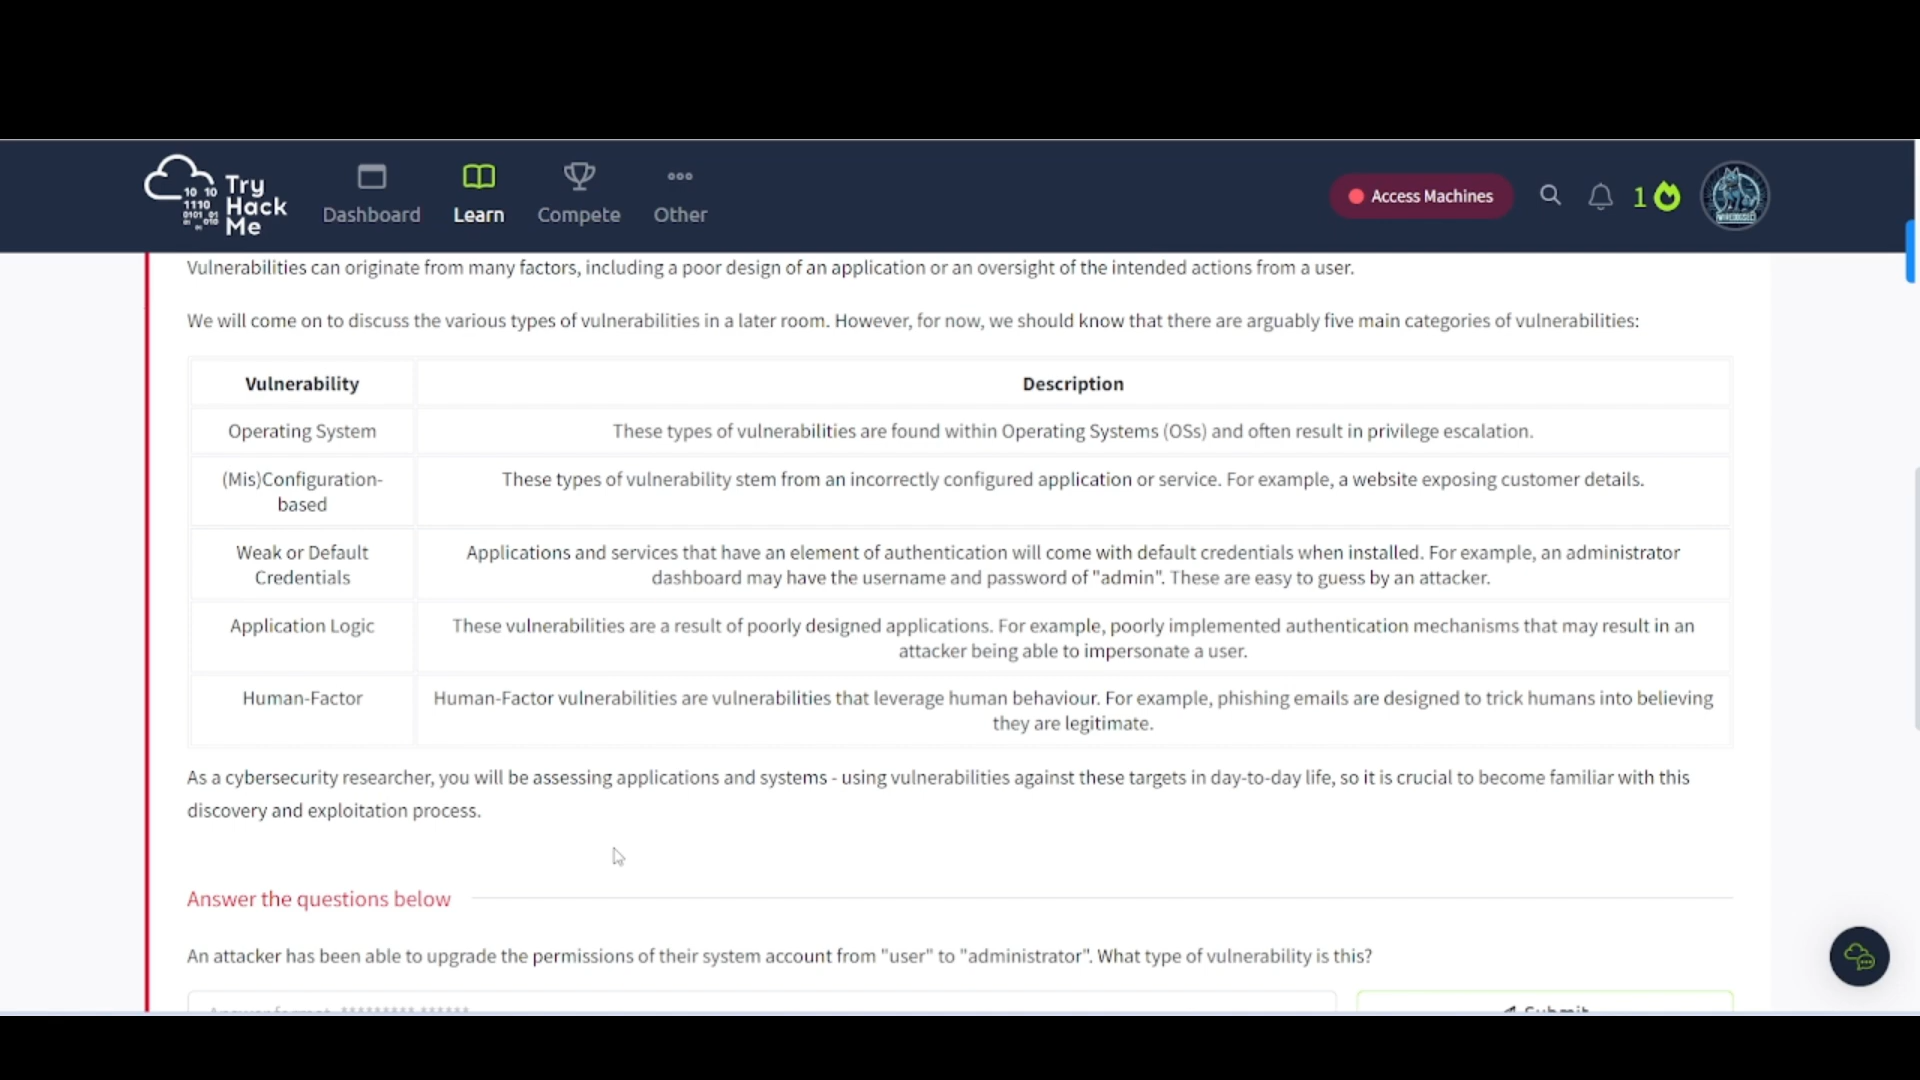 Try
Hack
Me
10 10
1110
0101 01
010
Dashboard
Learn
Compete
Other
Access Machines
1
Vulnerabilities can originate from many factors, including a poor design of an application or an oversight of the intended actions from a user.
We will come on to discuss the various types of vulnerabilities in a later room. However, for now, we should know that there are arguably five main categories of vulnerabilities:
Vulnerability
Description
Operating System
These types of vulnerabilities are found within Operating Systems (OSs) and often result in privilege escalation.
(Mis)Configuration-
based
These types of vulnerability stem from an incorrectly configured application or service. For example, a website exposing customer details.
Weak or Default
Credentials
Applications and services that have an element of authentication will come with default credentials when installed. For example, an administrator
dashboard may have the username and password of "admin". These are easy to guess by an attacker.
Application Logic
These vulnerabilities are a result of poorly designed applications. For example, poorly implemented authentication mechanisms that may result in an
attacker being able to impersonate a user.
Human-Factor
Human-Factor vulnerabilities are vulnerabilities that leverage human behaviour. For example, phishing emails are designed to trick humans into believing
they are legitimate.
As a cybersecurity researcher, you will be assessing applications and systems - using vulnerabilities against these targets in day-to-day life, so it is crucial to become familiar with this
discovery and exploitation process.
Answer the questions below
An attacker has been able to upgrade the permissions of their system account from "user" to "administrator". What type of vulnerability is this?
Submit